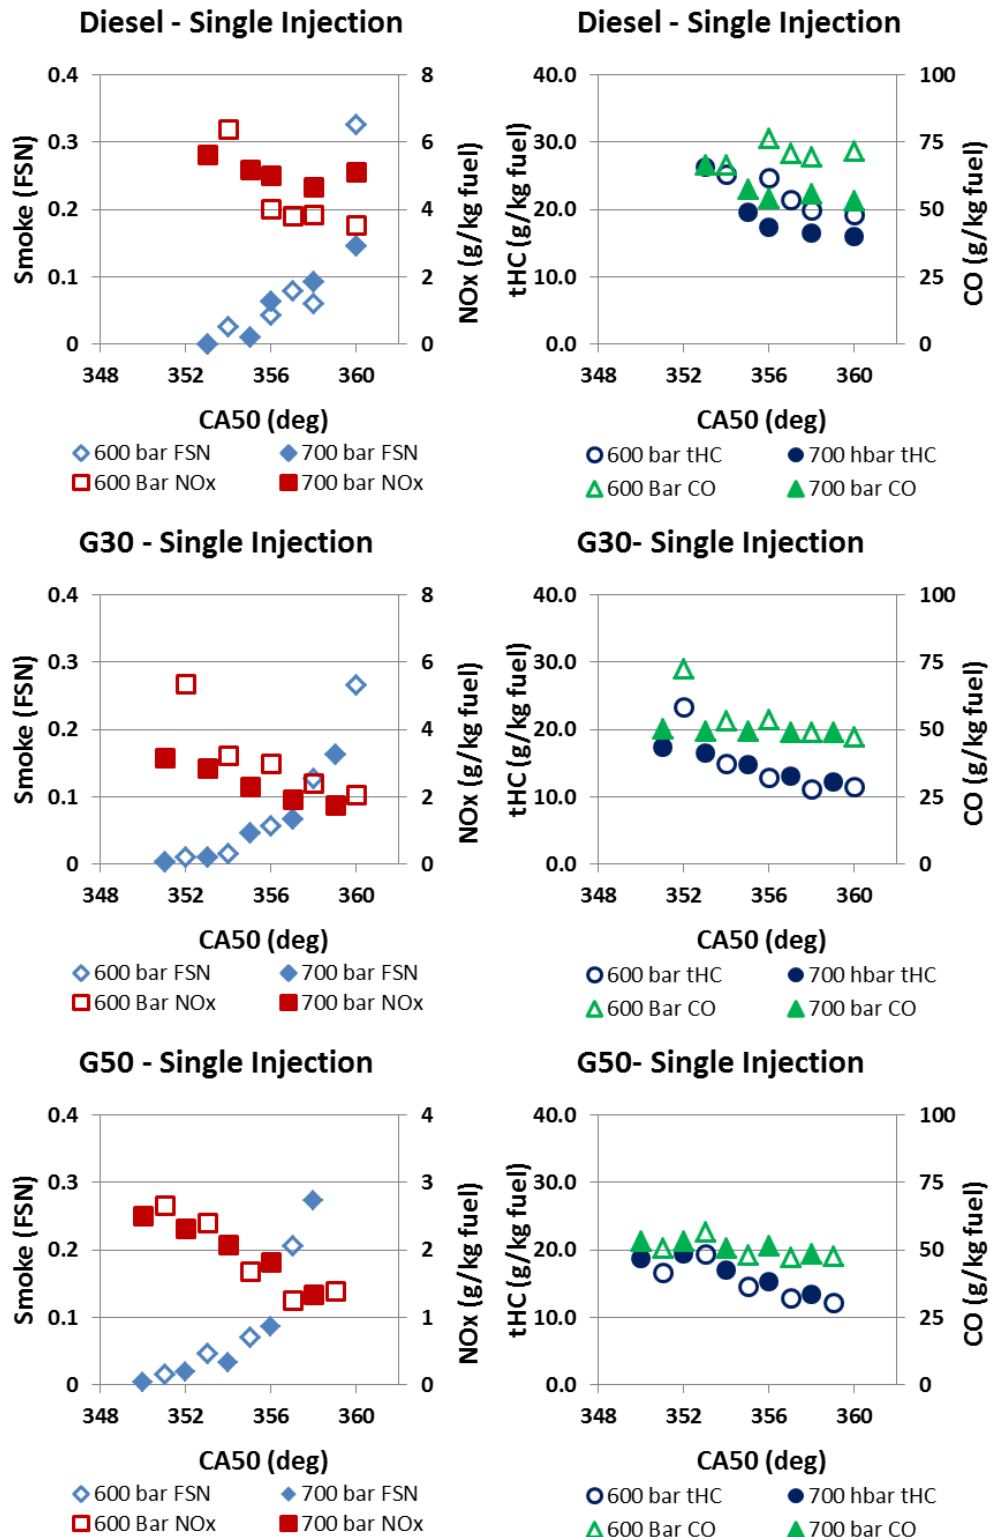 Diesel - Single Injection
0.4
0.3
0.2
0.1
0
8
6
4
2
0
348 352 356 360
Smoke (FSN)
NOx (g/kg fuel)
CA50 (deg)
600 bar FSN 700 bar FSN
600 Bar NOx 700 bar NOx
Diesel - Single Injection
40.0
30.0
20.0
10.0
0.0
100
75
50
25
0
348 352 356 360
tHC (g/kg fuel)
CO (g/kg fuel)
CA50 (deg)
600 bar tHC 700 hbar tHC
600 Bar CO 700 bar CO
G30 - Single Injection
0.4
0.3
0.2
0.1
0
8
6
4
2
0
348 352 356 360
Smoke (FSN)
NOx (g/kg fuel)
CA50 (deg)
600 bar FSN 700 bar FSN
600 Bar NOx 700 bar NOx
G30- Single Injection
40.0
30.0
20.0
10.0
0.0
100
75
50
25
0
348 352 356 360
tHC (g/kg fuel)
CO (g/kg fuel)
CA50 (deg)
600 bar tHC 700 hbar tHC
600 Bar CO 700 bar CO
G50 - Single Injection
0.4
0.3
0.2
0.1
0
4
3
2
1
0
348 352 356 360
Smoke (FSN)
NOx (g/kg fuel)
CA50 (deg)
600 bar FSN 700 bar FSN
600 Bar NOx 700 bar NOx
G50- Single Injection
40.0
30.0
20.0
10.0
0.0
100
75
50
25
0
348 352 356 360
tHC (g/kg fuel)
CO (g/kg fuel)
CA50 (deg)
600 bar tHC 700 hbar tHC
600 Bar CO 700 bar CO